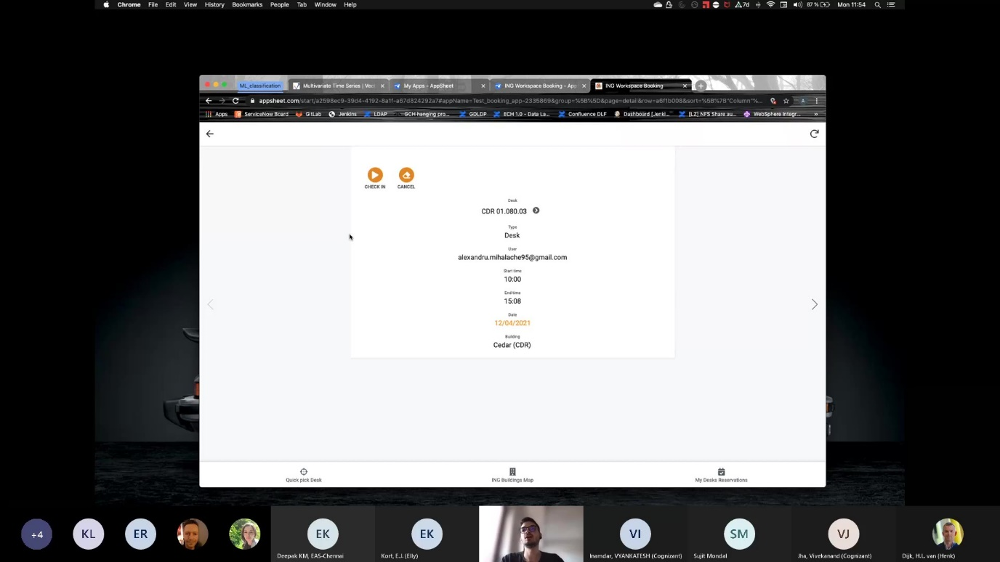 Chrome File Edit View History Bookmarks People Tab Window Help 7d 87 % Mon 11:54
ML_classification Multivariate Time Series | Vec My Apps - AppSheet ING Workspace Booking - App ING Workspace Booking
appsheet.com/start/a2598ec9-39d4-4192-8a1f-a67d824292a7#appName=Test_booking_app-2335869&group=%5B%5D&page=detail&row=a6f1b008&sort=%5B%7B"Column"%... A
Apps ServiceNow Board GitLab Jenkins LDAP GCH hanging pro... GOLDP ECH 1.0 - Data La... Confluence DLF Dashboard [Jenki... [LZ] NFS Share au... WebSphere Integr... »
CHECK IN CANCEL
Desk
CDR 01.080.03
Type
Desk
User
alexandru.mihalache95@gmail.com
Start time
10:00
End time
15:08
Date
12/04/2021
Building
Cedar (CDR)
Quick pick Desk ING Buildings Map My Desks Reservations
+4 KL ER EK EK VI SM VJ
Deepak KM, EAS-Chennai Kort, E.J. (Elly) Inamdar, VYANKATESH (Cognizant) Sujit Mondal Jha, Vivekanand (Cognizant) Dijk, H.L. van (Henk)